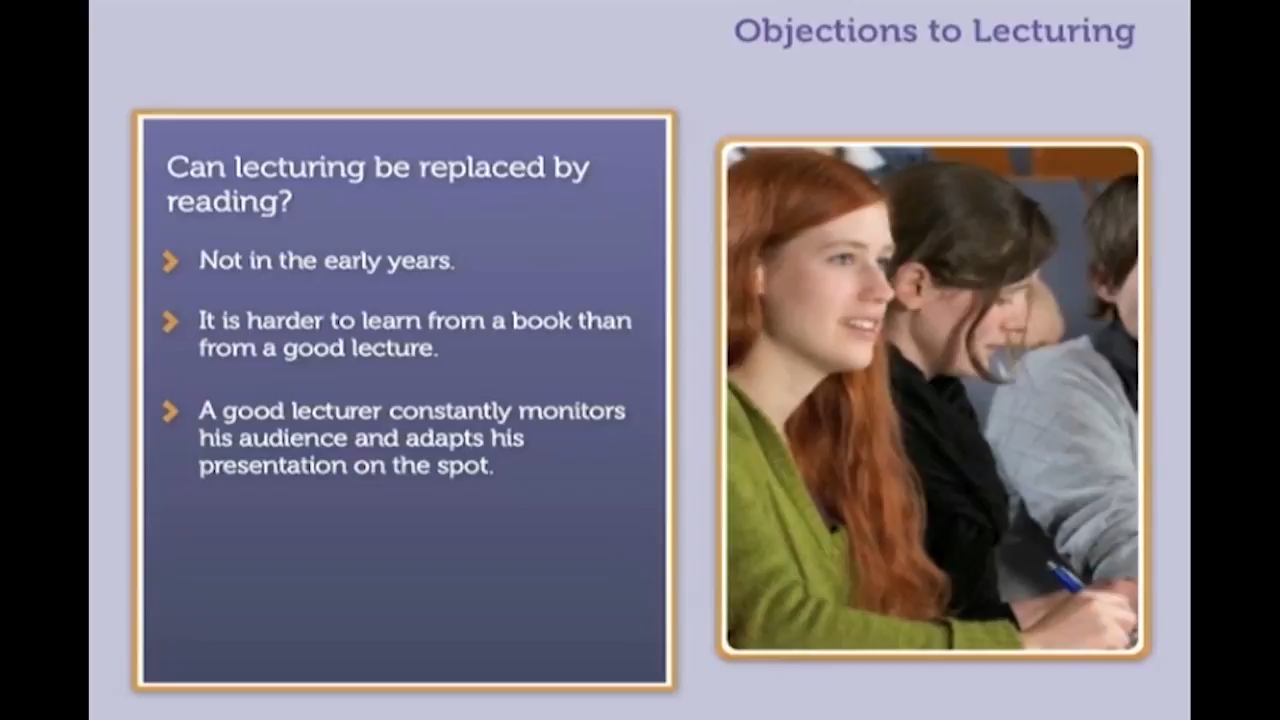 Objections to Lecturing
Can lecturing be replaced by
reading?
Not in the early years.
It is harder to learn from a book than
from a good lecture.
A good lecturer constantly monitors
his audience and adapts his
presentation on the spot.